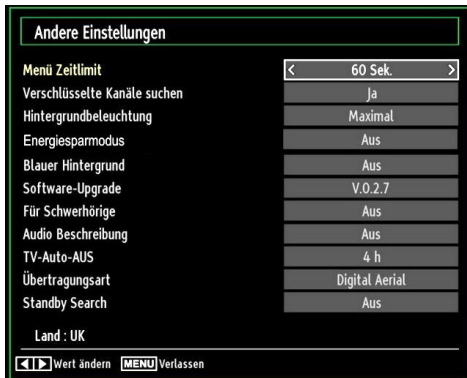 Andere Einstellungen
Menü Zeitlimit < 60 Sek. >
Verschlüsselte Kanäle suchen Ja
Hintergrundbeleuchtung Maximal
Energiesparmodus Aus
Blauer Hintergrund Aus
Software-Upgrade V.0.2.7
Für Schwerhörige Aus
Audio Beschreibung Aus
TV-Auto-AUS 4 h
Übertragungsart Digital Aerial
Standby Search Aus
Land : UK
Wert ändern MENU Verlassen